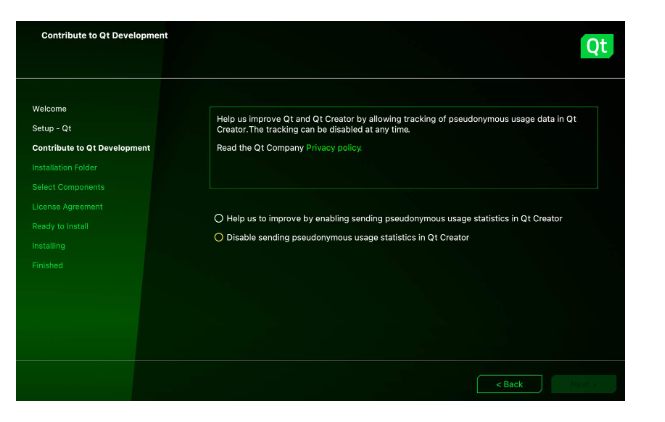 Contribute to Qt Development
Qt
Welcome
Setup - Qt
Contribute to Qt Development
Installation Folder
Select Components
License Agreement
Ready to Install
Installing
Finished
Help us improve Qt and Qt Creator by allowing tracking of pseudonymous usage data in Qt
Creator.The tracking can be disabled at any time.
Read the Qt Company Privacy policy.
Help us to improve by enabling sending pseudonymous usage statistics in Qt Creator
Disable sending pseudonymous usage statistics in Qt Creator
< Back